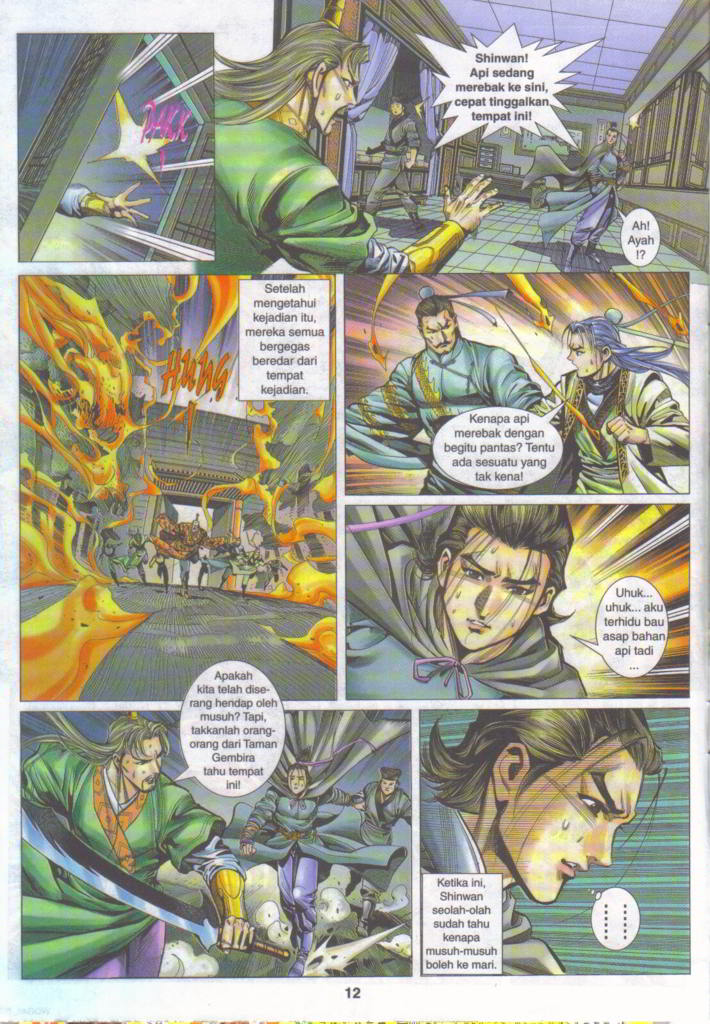 PAKK
Shinwan!
Api sedang
merebak ke sini,
cepat tinggalkan
tempat ini!
Ah!
Ayah
!?
Setelah
mengetahui
kejadian itu,
mereka semua
bergegas
beredar dari
tempat
kejadian.
HUNG
Kenapa api
merebak dengan
begitu pantas? Tentu
ada sesuatu yang
tak kena!
Uhuk...
uhuk... aku
terhidu bau
asap bahan
api tadi
...
Apakah
kita telah dise-
rang hendap oleh
musuh? Tapi,
takkanlah orang-
orang dari Taman
Gembira
tahu tempat
ini!
Ketika ini,
Shinwan
seolah-olah
sudah tahu
kenapa
musuh-musuh
boleh ke mari.
12